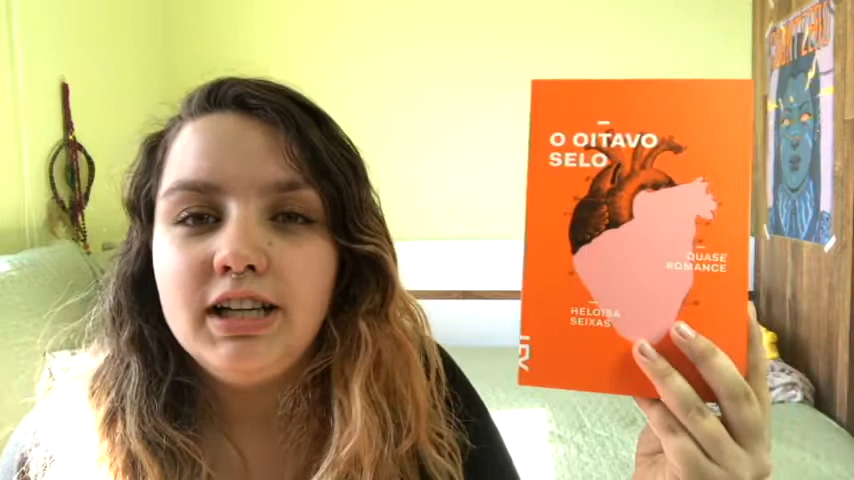 O OITAVO
SELO
QUASE
ROMANCE
HELOISA
SEIXAS